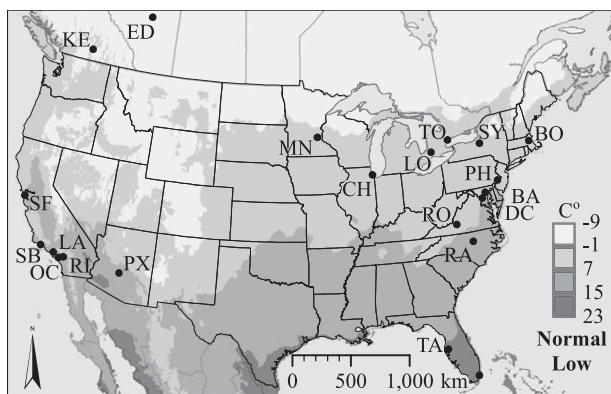 ED
KE
MN
TO
SY
BO
LO
CH
PH
BA
DC
SF
RO
RA
SB
LA
OC
RI
PX
TA
C°
-9
-1
7
15
23
Normal
Low
N
0 500 1,000 km